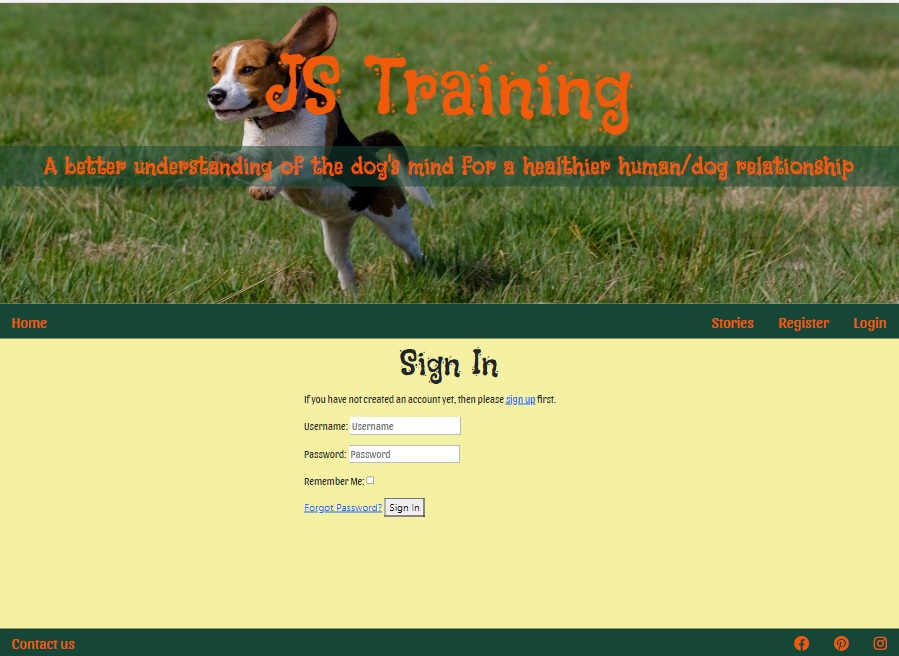 JS Training
A better understanding of the dog's mind for a healthier human/dog relationship
Home Stories Register Login
Sign In
If you have not created an account yet, then please sign up first.
Username: Username
Password: Password
Remember Me:
Forgot Password? Sign In
Contact us